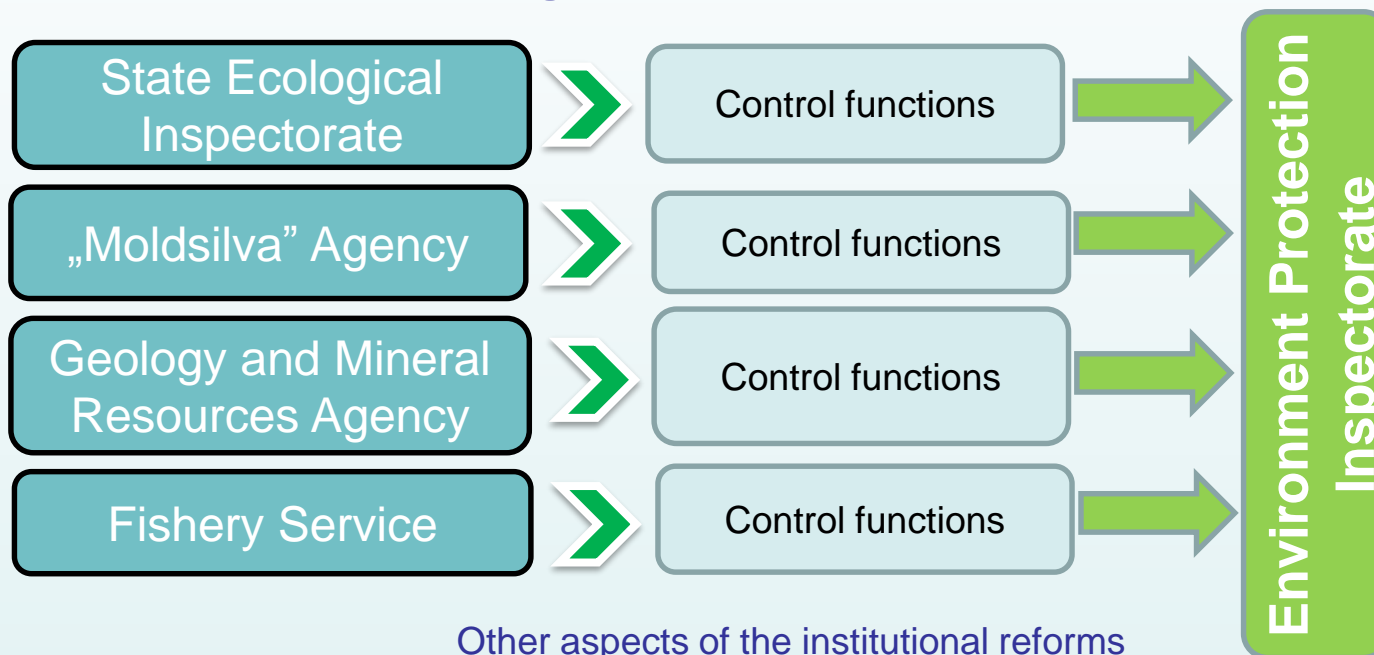 State Ecological
Inspectorate
Control functions
„Moldsilva” Agency
Control functions
Geology and Mineral
Resources Agency
Control functions
Fishery Service
Control functions
Environment Protection
Inspectorate
Other aspects of the institutional reforms